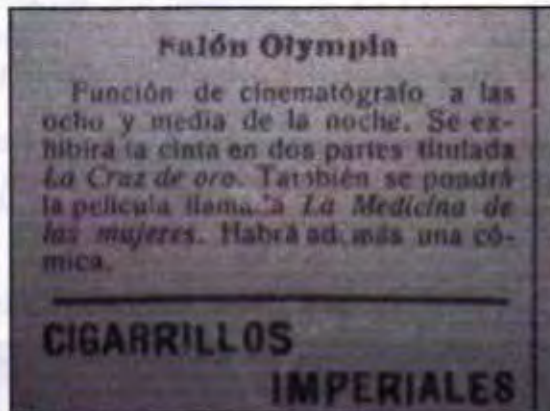 Salón Olympia
Función de cinematógrafo a las
ocho y media de la noche. Se ex-
hibirá la cinta en dos partes titulada
La Cruz de oro. También se pondrá
la película llamada La Medicina de
las mujeres. Habrá además una có-
mica.
CIGARRILLOS
IMPERIALES